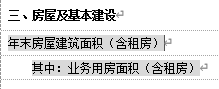 三、房屋及基本建设
年末房屋建筑面积（含租房）
其中：业务用房面积（含租房）